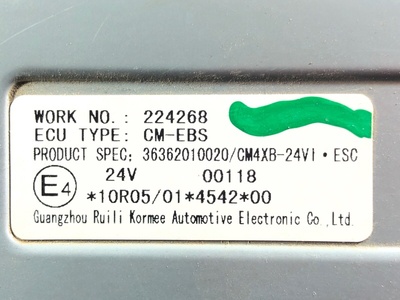 WORK NO.: 224268
ECU TYPE: CM-EBS
PRODUCT SPEC: 36362010020/CM4XB-24VI·ESC
E4 24V 00118
*10R05/01*4542*00
Guangzhou Ruili Kormee Automotive Electronic Co.,Ltd.